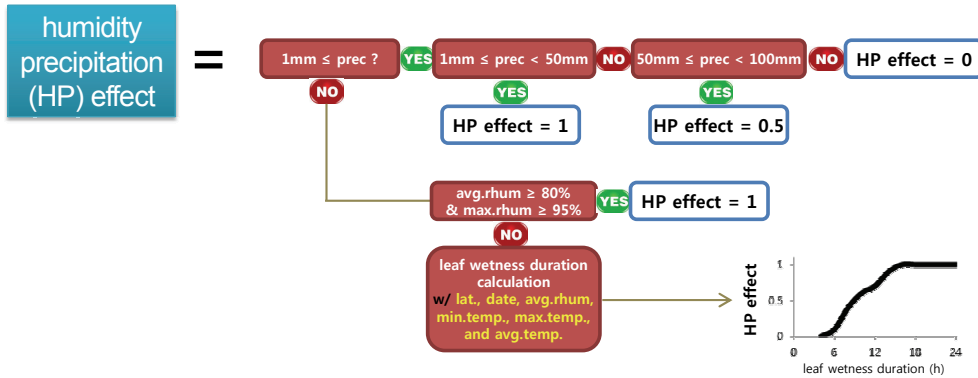 humidity
precipitation
(HP) effect
=
1mm ≤ prec ?
YES
1mm ≤ prec < 50mm
NO
50mm ≤ prec < 100mm
NO
HP effect = 0
NO
YES
YES
HP effect = 1
HP effect = 0.5
avg.rhum ≥ 80%
& max.rhum ≥ 95%
YES
HP effect = 1
NO
leaf wetness duration
calculation
w/ lat., date, avg.rhum,
min.temp., max.temp.,
and avg.temp.
HP effect
1
0.5
0
0 6 12 18 24
leaf wetness duration (h)